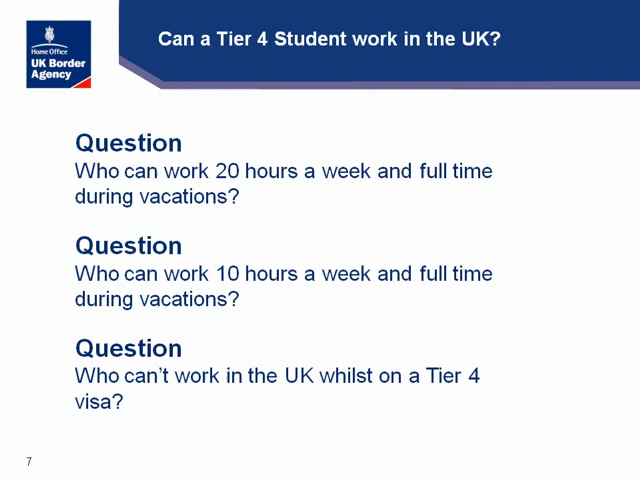 Can a Tier 4 Student work in the UK?
Home Office
UK Border
Agency
Question
Who can work 20 hours a week and full time
during vacations?
Question
Who can work 10 hours a week and full time
during vacations?
Question
Who can’t work in the UK whilst on a Tier 4
visa?
7